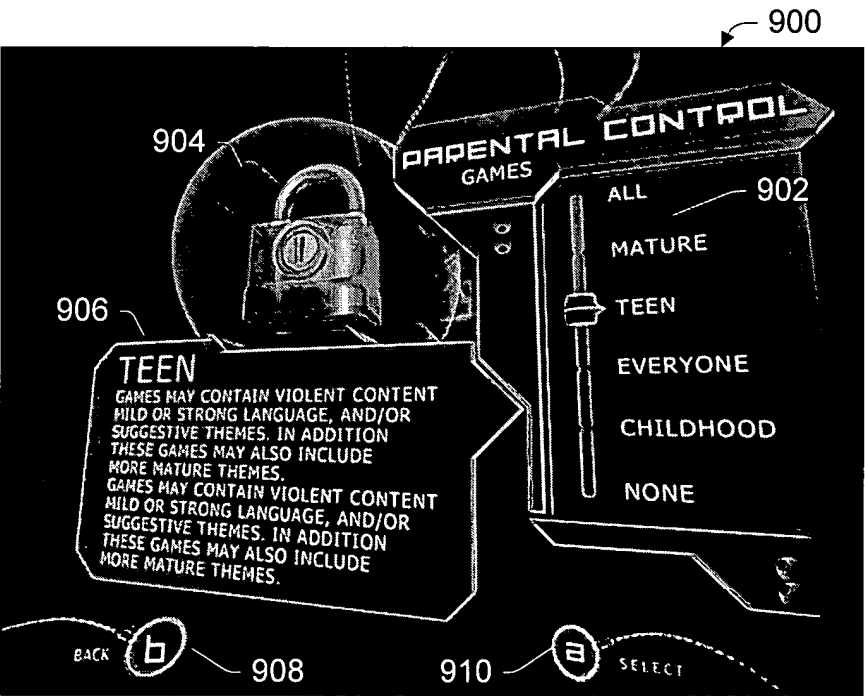 900
PARENTAL CONTROL
GAMES
904
ALL
902
MATURE
TEEN
EVERYONE
CHILDHOOD
NONE
906
TEEN
GAMES MAY CONTAIN VIOLENT CONTENT
MILD OR STRONG LANGUAGE, AND/OR
SUGGESTIVE THEMES. IN ADDITION
THESE GAMES MAY ALSO INCLUDE
MORE MATURE THEMES.
GAMES MAY CONTAIN VIOLENT CONTENT
MILD OR STRONG LANGUAGE, AND/OR
SUGGESTIVE THEMES. IN ADDITION
THESE GAMES MAY ALSO INCLUDE
MORE MATURE THEMES.
BACK b 908
910 a SELECT